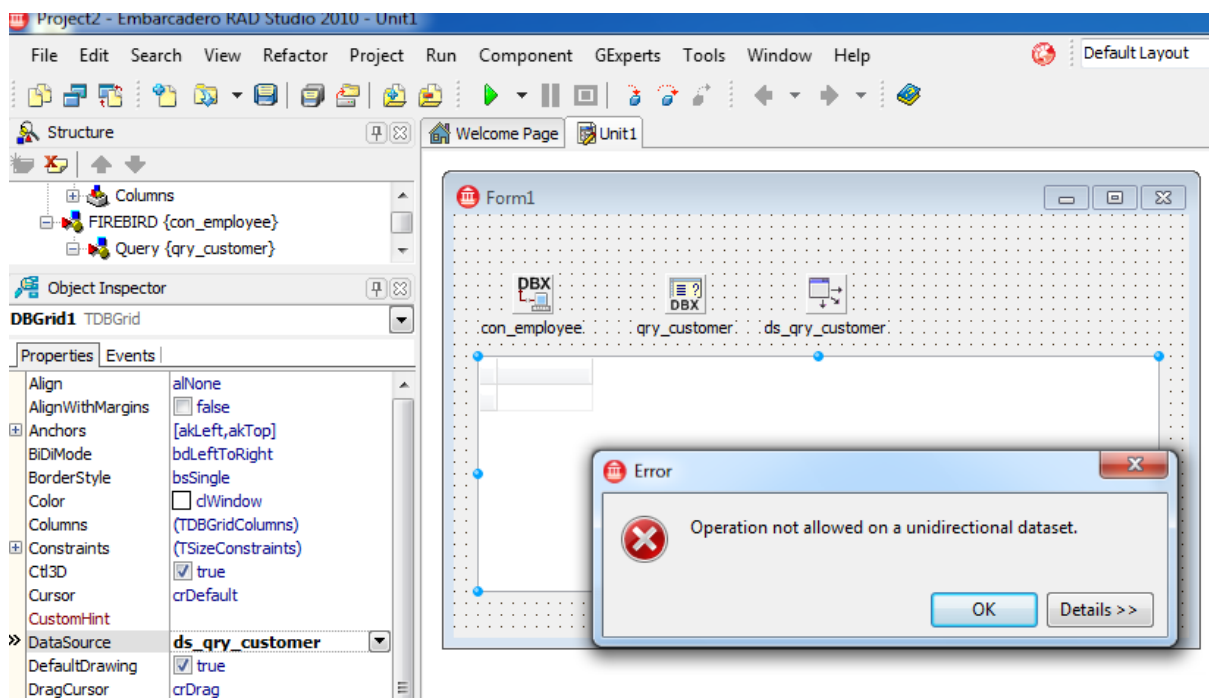 Project2 - Embarcadero RAD Studio 2010 - Unit1
File Edit Search View Refactor Project Run Component GExperts Tools Window Help
Default Layout
Structure
Welcome Page
Unit1
Columns
FIREBIRD {con_employee}
Query {qry_customer}
Form1
DBX
?
DBX
con_employee
qry_customer
ds_qry_customer
Object Inspector
DBGrid1 TDBGrid
Properties Events
Align alNone
AlignWithMargins false
Anchors [akLeft,akTop]
BiDiMode bdLeftToRight
BorderStyle bsSingle
Color clWindow
Columns (TDBGridColumns)
Constraints (TSizeConstraints)
Ctl3D true
Cursor crDefault
CustomHint
DataSource ds_qry_customer
DefaultDrawing true
DragCursor crDrag
Error
Operation not allowed on a unidirectional dataset.
OK
Details >>